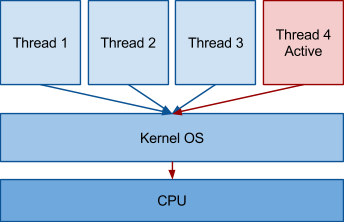 Thread 1
Thread 2
Thread 3
Thread 4
Active
Kernel OS
CPU